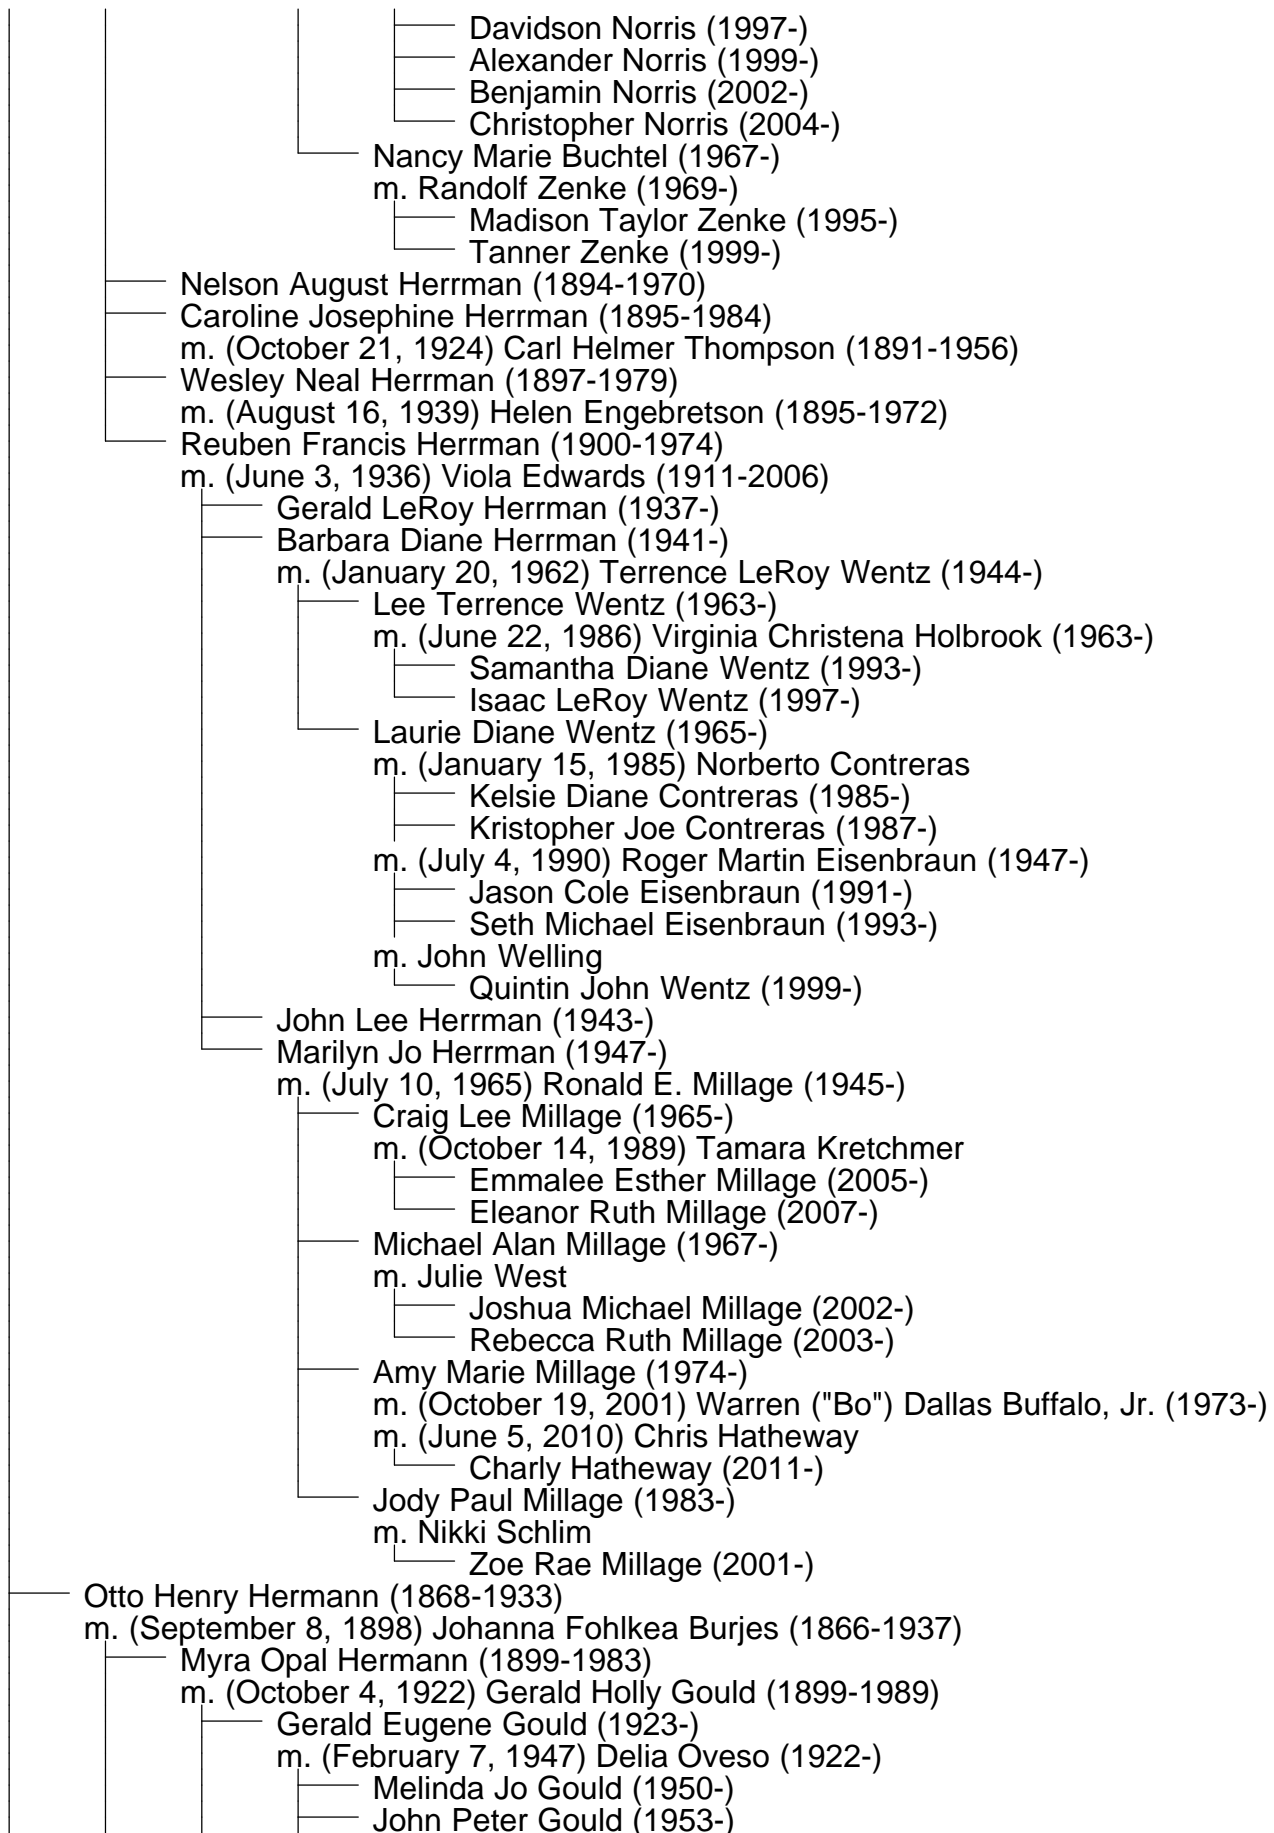 Davidson Norris (1997-)
Alexander Norris (1999-)
Benjamin Norris (2002-)
Christopher Norris (2004-)
Nancy Marie Buchtel (1967-)
m. Randolf Zenke (1969-)
Madison Taylor Zenke (1995-)
Tanner Zenke (1999-)
Nelson August Herrman (1894-1970)
Caroline Josephine Herrman (1895-1984)
m. (October 21, 1924) Carl Helmer Thompson (1891-1956)
Wesley Neal Herrman (1897-1979)
m. (August 16, 1939) Helen Engebretson (1895-1972)
Reuben Francis Herrman (1900-1974)
m. (June 3, 1936) Viola Edwards (1911-2006)
Gerald LeRoy Herrman (1937-)
Barbara Diane Herrman (1941-)
m. (January 20, 1962) Terrence LeRoy Wentz (1944-)
Lee Terrence Wentz (1963-)
m. (June 22, 1986) Virginia Christena Holbrook (1963-)
Samantha Diane Wentz (1993-)
Isaac LeRoy Wentz (1997-)
Laurie Diane Wentz (1965-)
m. (January 15, 1985) Norberto Contreras
Kelsie Diane Contreras (1985-)
Kristopher Joe Contreras (1987-)
m. (July 4, 1990) Roger Martin Eisenbraun (1947-)
Jason Cole Eisenbraun (1991-)
Seth Michael Eisenbraun (1993-)
m. John Welling
Quintin John Wentz (1999-)
John Lee Herrman (1943-)
Marilyn Jo Herrman (1947-)
m. (July 10, 1965) Ronald E. Millage (1945-)
Craig Lee Millage (1965-)
m. (October 14, 1989) Tamara Kretchmer
Emmalee Esther Millage (2005-)
Eleanor Ruth Millage (2007-)
Michael Alan Millage (1967-)
m. Julie West
Joshua Michael Millage (2002-)
Rebecca Ruth Millage (2003-)
Amy Marie Millage (1974-)
m. (October 19, 2001) Warren ("Bo") Dallas Buffalo, Jr. (1973-)
m. (June 5, 2010) Chris Hatheway
Charly Hatheway (2011-)
Jody Paul Millage (1983-)
m. Nikki Schlim
Zoe Rae Millage (2001-)
Otto Henry Hermann (1868-1933)
m. (September 8, 1898) Johanna Fohlkea Burjes (1866-1937)
Myra Opal Hermann (1899-1983)
m. (October 4, 1922) Gerald Holly Gould (1899-1989)
Gerald Eugene Gould (1923-)
m. (February 7, 1947) Delia Oveso (1922-)
Melinda Jo Gould (1950-)
John Peter Gould (1953-)